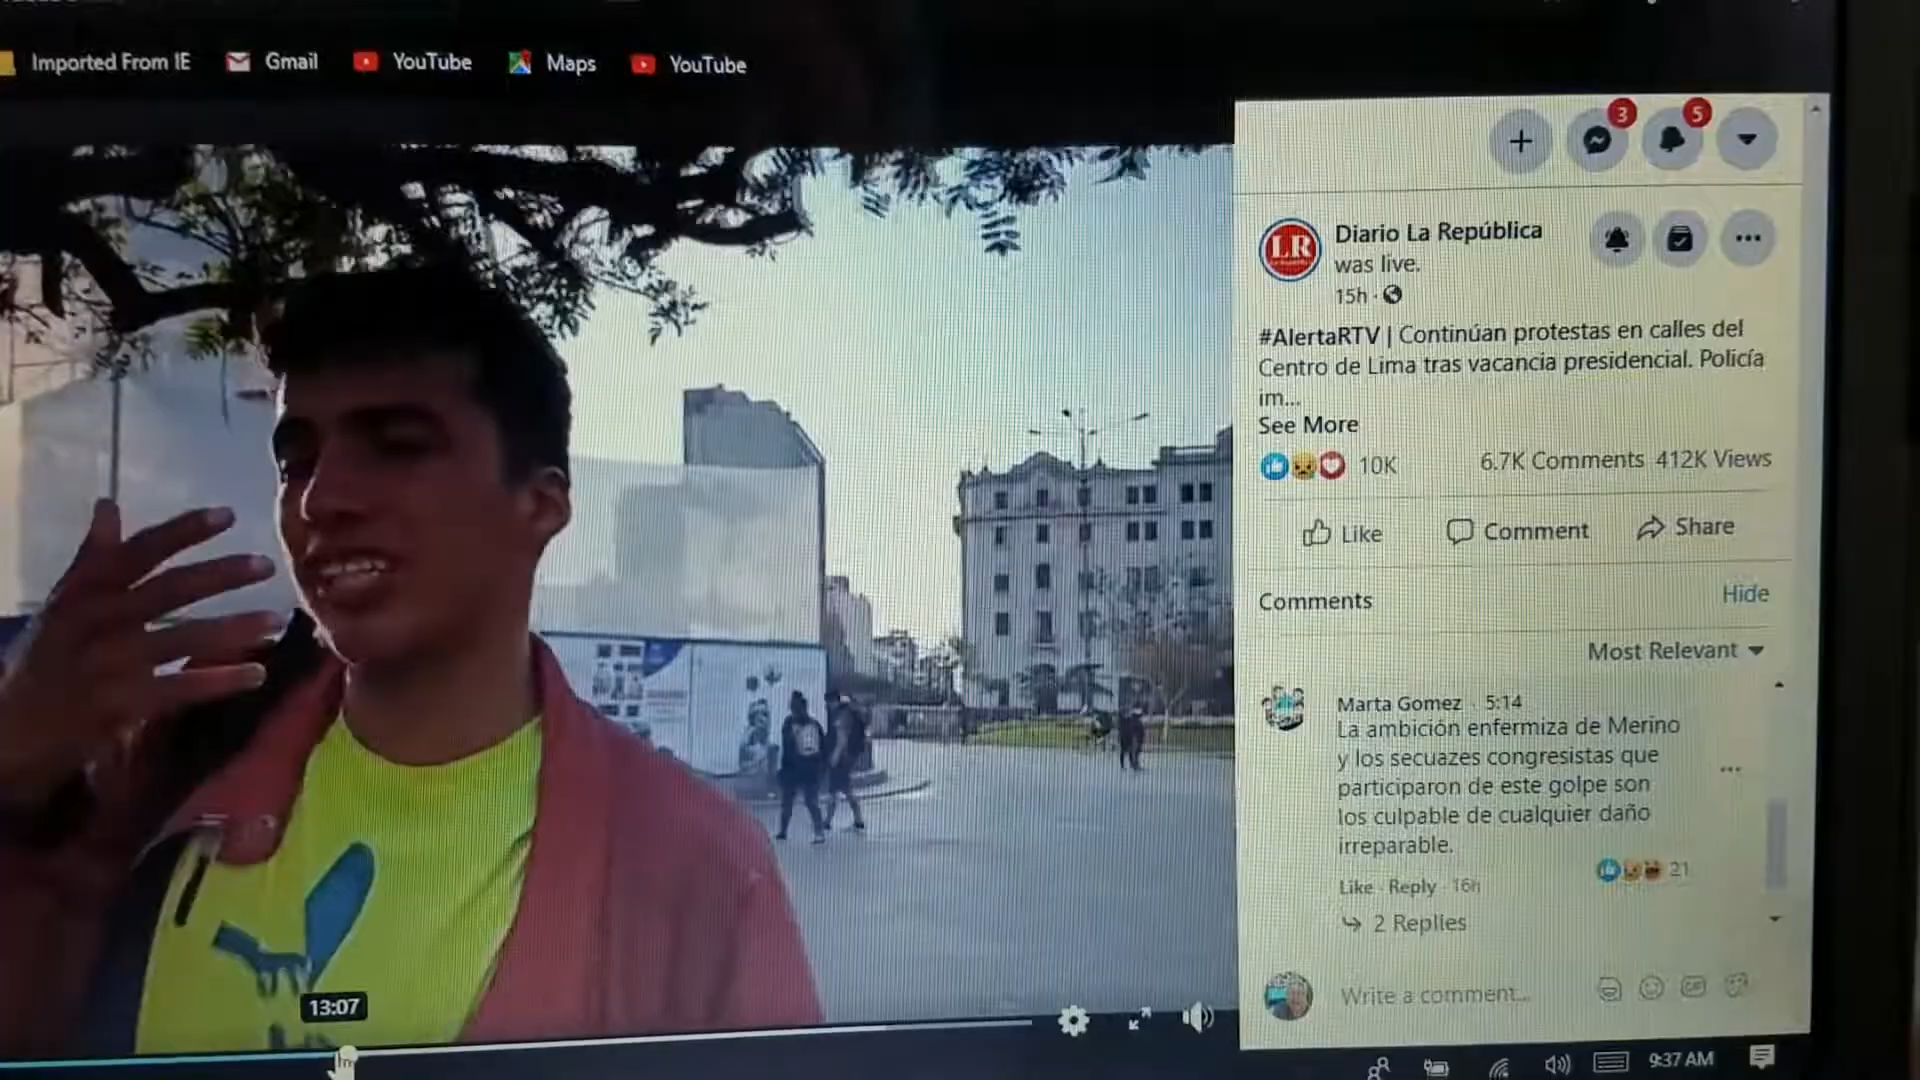 Imported From IE
Gmail
YouTube
Maps
YouTube
3
5
LR
Diario La República
was live.
15h ·
#AlertaRTV | Continúan protestas en calles del
Centro de Lima tras vacancia presidencial. Policía
im...
See More
10K
6.7K Comments 412K Views
Like
Comment
Share
Comments
Hide
Most Relevant
Marta Gomez · 5:14
La ambición enfermiza de Merino
y los secuazes congresistas que
participaron de este golpe son
los culpable de cualquier daño
irreparable.
21
Like · Reply · 16h
2 Replies
Write a comment...
GIF
13:07
9:37 AM